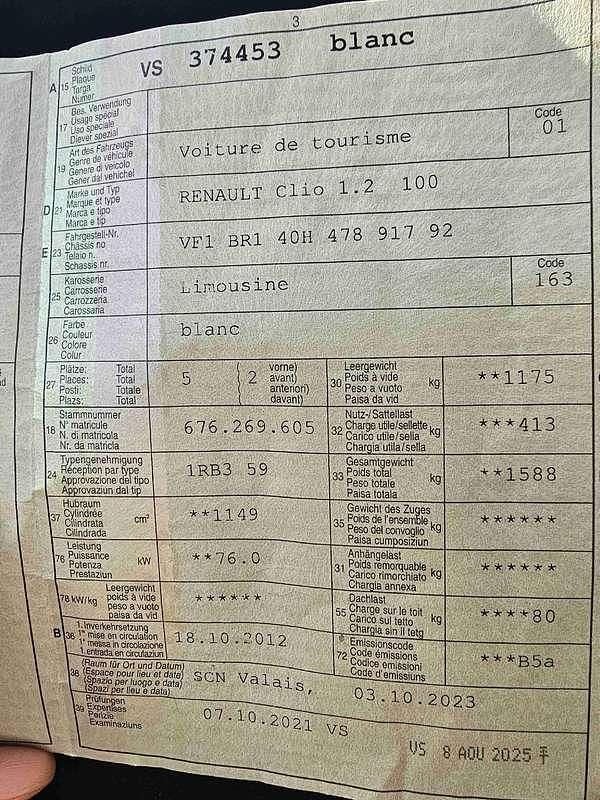 3
A 15 Schild
Plaque
Targa
Numer
VS 374453 blanc
17 Bes. Verwendung
Usage spécial
Uso speciale
Diever spezial
19 Art des Fahrzeugs
Genre de véhicule
Genere di veicolo
Gener dal vehichel
Voiture de tourisme
Code
01
D 21 Marke und Typ
Marque et type
Marca e tipo
Marca e tip
RENAULT Clio 1.2 100
E 23 Fahrgestell-Nr.
Châssis no
Telaio n.
Schassis nr.
VF1 BR1 40H 478 917 92
25 Karosserie
Carrosserie
Carrozzeria
Carossaria
Limousine
Code
163
26 Farbe
Couleur
Colore
Colur
blanc
27 Plätze: Total
Places: Total
Posti: Totale
Plazs: Total
5 2 vorne)
avant)
anteriori)
davant)
30 Leergewicht
Poids à vide
Peso a vuoto
Paisa da vid
kg
**1175
18 Stammnummer
N° matricule
N. di matricola
Nr. da matricla
676.269.605
32 Nutz-/Sattellast
Charge utile/sellette
Carico utile/sella
Chargia utila/sella
kg
***413
24 Typengenehmigung
Réception par type
Approvazione del tipo
Approvaziun dal tip
1RB3 59
33 Gesamtgewicht
Poids total
Peso totale
Paisa totala
kg
**1588
37 Hubraum
Cylindrée
Cilindrata
Cilindrada
cm³
**1149
35 Gewicht des Zuges
Poids de l'ensemble
Peso del convoglio
Paisa cumposiziun
kg
******
76 Leistung
Puissance
Potenza
Prestaziun
kW
**76.0
31 Anhängelast
Poids remorquable
Carico rimorchiato
Chargia annexa
kg
******
78 kW/kg Leergewicht
poids à vide
peso a vuoto
paisa da vid
******
55 Dachlast
Charge sur le toit
Carico sul tetto
Chargia sin il tetg
kg
****80
B 36 1. Inverkehrsetzung
1re mise en circulation
1a messa in circolazione
1. entrada en circulaziun
18.10.2012
72 Emissionscode
Code émissions
Codice emissioni
Code d'emissiuns
***B5a
38 (Raum für Ort und Datum)
(Espace pour lieu et date)
(Spazio per luogo e data)
(Spazi per lieu e data)
SCN Valais, 03.10.2023
39 Prüfungen
Expertises
Perizie
Examinaziuns
07.10.2021 VS
VS 8 AOU 2025